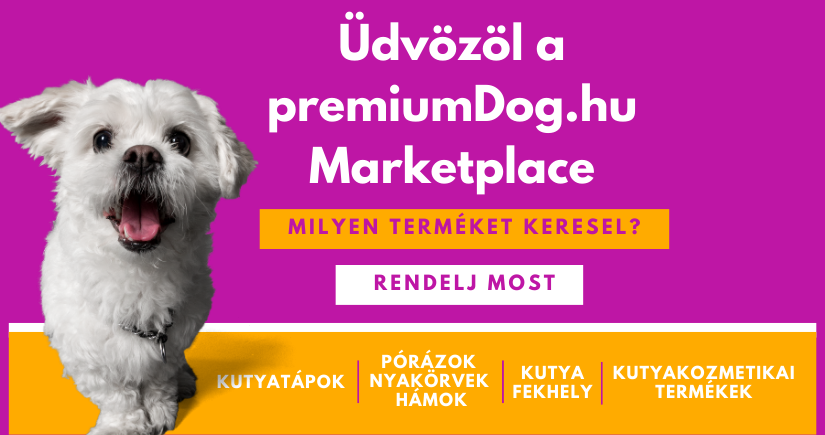 Üdvözöl a
premiumDog.hu
Marketplace
MILYEN TERMÉKET KERESEL?
RENDELJ MOST
KUTYATÁPOK
PÓRÁZOK
NYAKÖRVEK
HÁMOK
KUTYA
FEKHELY
KUTYAKOZMETIKAI
TERMÉKEK